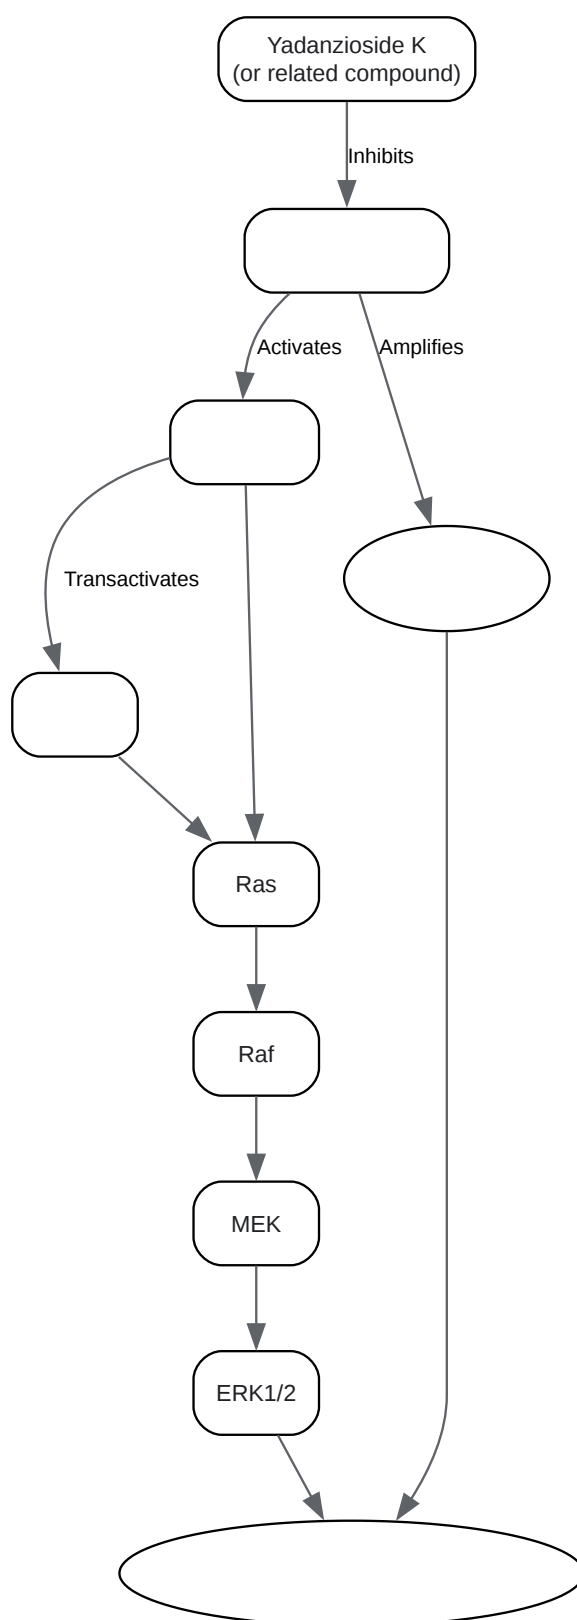 Yadanzioside K
(or related compound)
Inhibits
Activates
Amplifies
Transactivates
Ras
Raf
MEK
ERK1/2